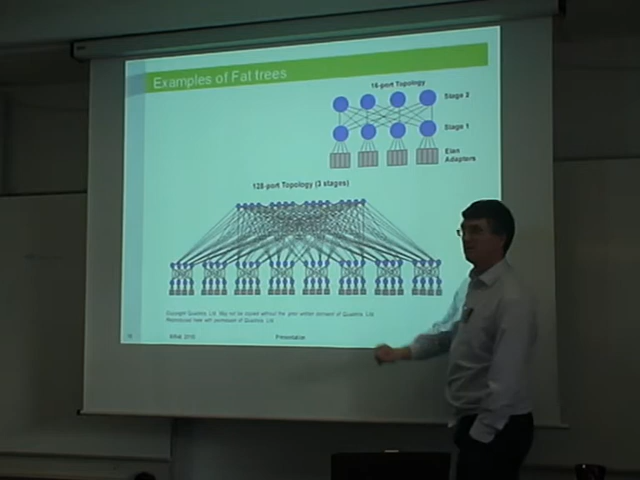 Examples of Fat trees
16-port Topology
Stage 2
Stage 1
Elan
Adapters
128-port Topology (3 stages)
Copyright Quadrics Ltd. May not be copied without the prior written consent of Quadrics Ltd.
Reproduced here with permission of Quadrics Ltd.
Presentation